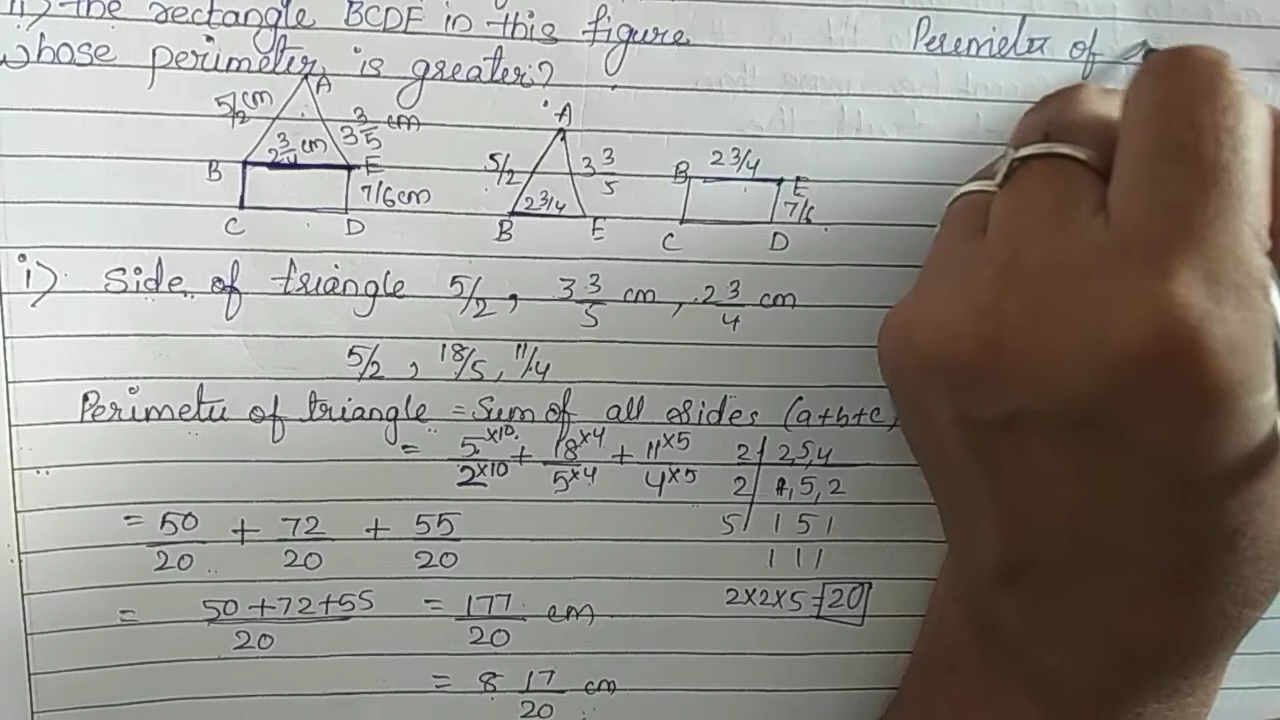 ii) The rectangle BCDE in this figure
whose perimeter is greater?
A
5/2 cm
3 3/5 cm
2 3/4 cm
B
E
7/6 cm
C
D
A
5/2
3 3/5
2 3/4
B
E
2 3/4
B
E
7/6
C
D
i) Side of triangle 5/2, 3 3/5 cm, 2 3/4 cm
5/2, 18/5, 11/4
Perimeter of triangle = Sum of all sides (a+b+c
= 5×10/2×10 + 18×4/5×4 + 11×5/4×5
= 50/20 + 72/20 + 55/20
= 50+72+55/20 = 177/20 cm
= 8 17/20 cm
2 | 2,5,4
2 | 1,5,2
5 | 1 5 1
1 1 1
2×2×5=20
Perimeter of